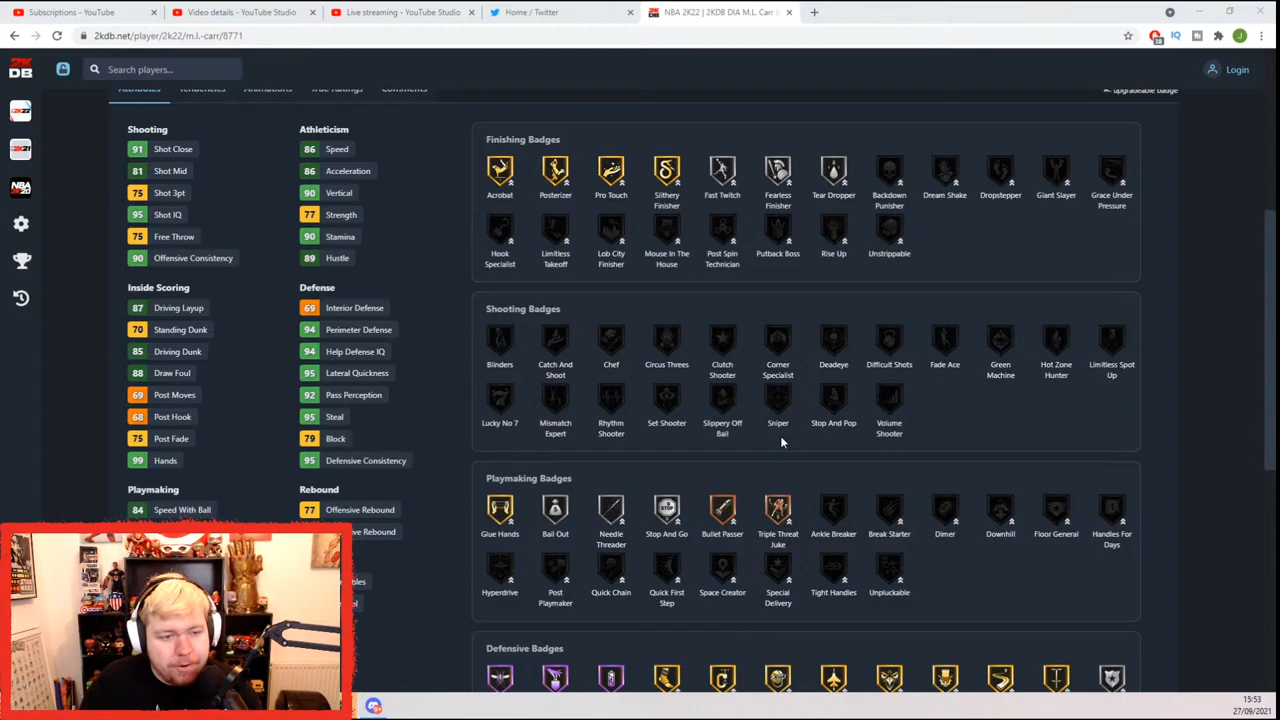 Subscriptions - YouTube
Video details - YouTube Studio
Live streaming - YouTube Studio
Home / Twitter
NBA 2K22 | 2KDB DIA M.L. Carr (
2kdb.net/player/2k22/m.l.-carr/8771
2K DB
Search players...
Login
Attributes Tendencies Animations True Ratings Comments
Upgradeable Badge
Shooting
91 Shot Close
81 Shot Mid
75 Shot 3pt
95 Shot IQ
75 Free Throw
90 Offensive Consistency
Inside Scoring
87 Driving Layup
70 Standing Dunk
85 Driving Dunk
88 Draw Foul
69 Post Moves
68 Post Hook
75 Post Fade
99 Hands
Playmaking
84 Speed With Ball
Athleticism
86 Speed
86 Acceleration
90 Vertical
77 Strength
90 Stamina
89 Hustle
Defense
69 Interior Defense
94 Perimeter Defense
94 Help Defense IQ
95 Lateral Quickness
92 Pass Perception
95 Steal
79 Block
95 Defensive Consistency
Rebound
77 Offensive Rebound
Rebound
Finishing Badges
Acrobat Posterizer Pro Touch Slithery Finisher Fast Twitch Fearless Finisher Tear Dropper Backdown Punisher Dream Shake Dropstepper Giant Slayer Grace Under Pressure
Hook Specialist Limitless Takeoff Lob City Finisher Mouse In The House Post Spin Technician Putback Boss Rise Up Unstrippable
Shooting Badges
Blinders Catch And Shoot Chef Circus Threes Clutch Shooter Corner Specialist Deadeye Difficult Shots Fade Ace Green Machine Hot Zone Hunter Limitless Spot Up
Lucky No 7 Mismatch Expert Rhythm Shooter Set Shooter Slippery Off Ball Sniper Stop And Pop Volume Shooter
Playmaking Badges
Glue Hands Bail Out Needle Threader Stop And Go Bullet Passer Triple Threat Juke Ankle Breaker Break Starter Dimer Downhill Floor General Handles For Days
Hyperdrive Post Playmaker Quick Chain Quick First Step Space Creator Special Delivery Tight Handles Unpluckable
Defensive Badges
15:53
27/09/2021